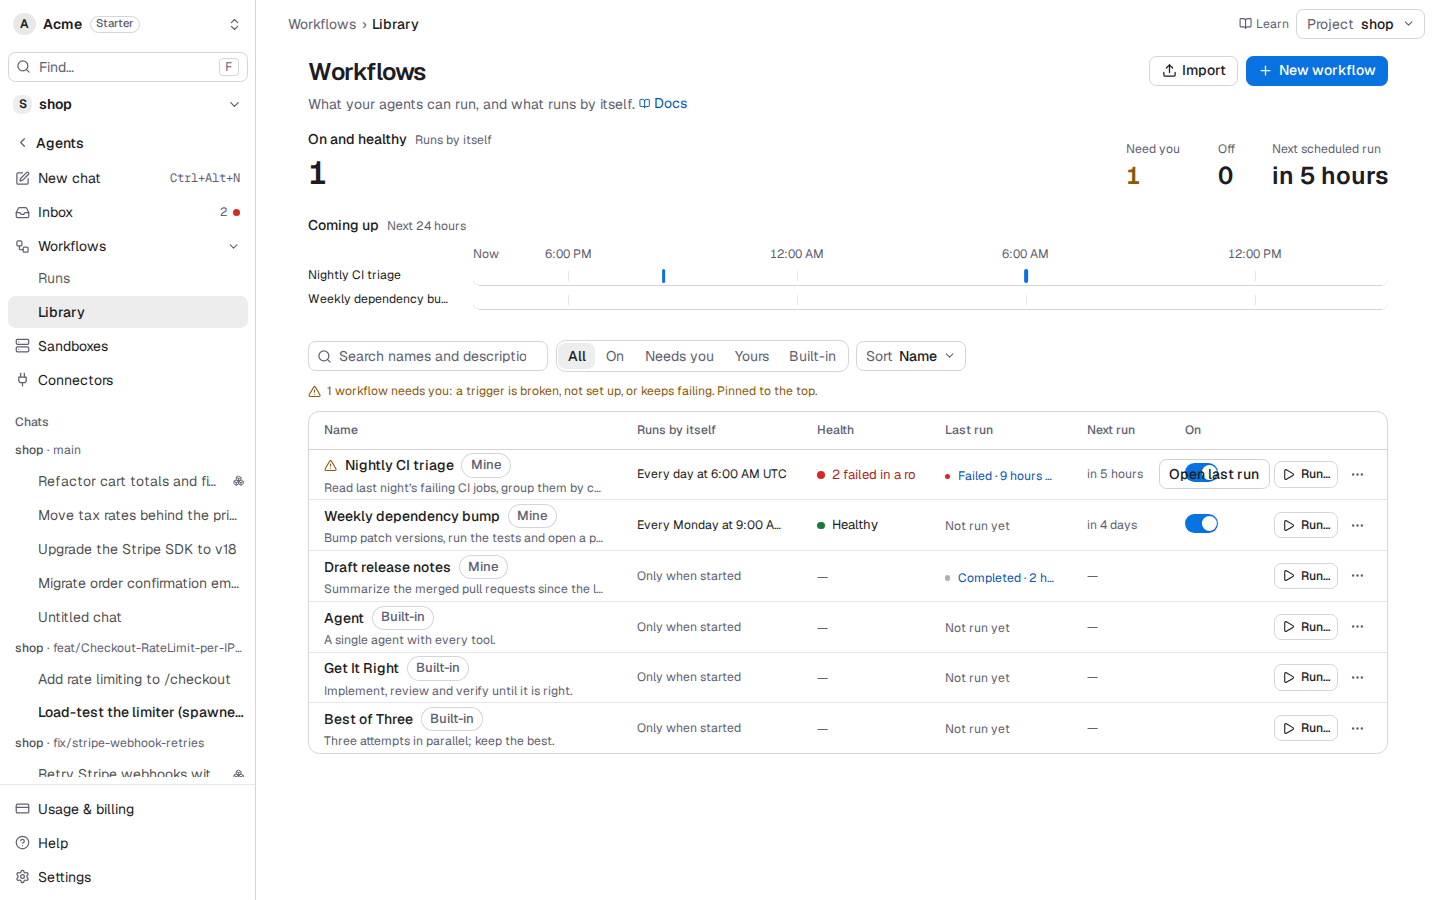 A Acme Starter
Find... F
S shop
Agents
New chat Ctrl+Alt+N
Inbox 2
Workflows
Runs
Library
Sandboxes
Connectors
Chats
shop · main
Refactor cart totals and fi...
Move tax rates behind the pri...
Upgrade the Stripe SDK to v18
Migrate order confirmation em...
Untitled chat
shop · feat/Checkout-RateLimit-per-IP...
Add rate limiting to /checkout
Load-test the limiter (spawne...
shop · fix/stripe-webhook-retries
Retry Stripe webhooks wit...
Usage & billing
Help
Settings
Workflows › Library
Learn
Project shop
Workflows
Import
New workflow
What your agents can run, and what runs by itself. Docs
On and healthy Runs by itself
1
Need you
1
Off
0
Next scheduled run
in 5 hours
Coming up Next 24 hours
Now 6:00 PM 12:00 AM 6:00 AM 12:00 PM
Nightly CI triage
Weekly dependency bu...
Search names and descriptio
All On Needs you Yours Built-in
Sort Name
1 workflow needs you: a trigger is broken, not set up, or keeps failing. Pinned to the top.
Name Runs by itself Health Last run Next run On
Nightly CI triage Mine
Read last night's failing CI jobs, group them by c...
Every day at 6:00 AM UTC 2 failed in a ro Failed · 9 hours ... in 5 hours Open last run Run...
Weekly dependency bump Mine
Bump patch versions, run the tests and open a p...
Every Monday at 9:00 A... Healthy Not run yet in 4 days Run...
Draft release notes Mine
Summarize the merged pull requests since the l...
Only when started — Completed · 2 h... — Run...
Agent Built-in
A single agent with every tool.
Only when started — Not run yet — Run...
Get It Right Built-in
Implement, review and verify until it is right.
Only when started — Not run yet — Run...
Best of Three Built-in
Three attempts in parallel; keep the best.
Only when started — Not run yet — Run...